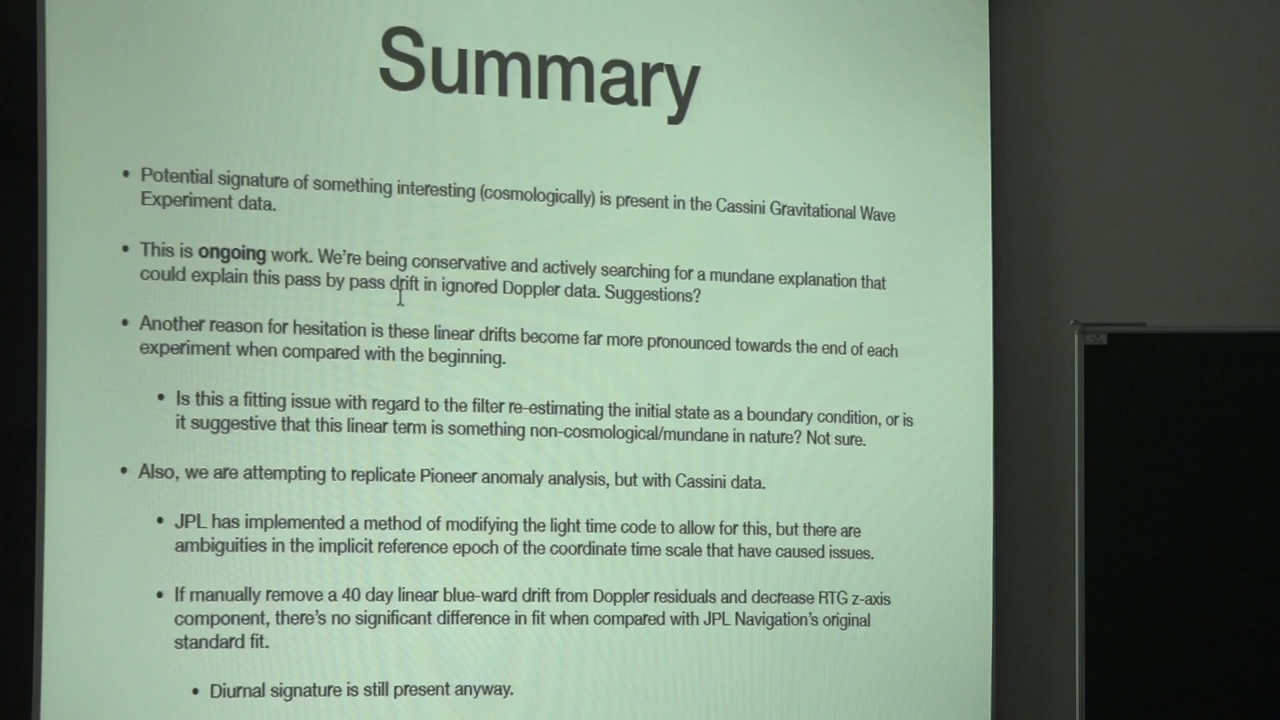 Summary
• Potential signature of something interesting (cosmologically) is present in the Cassini Gravitational Wave
Experiment data.
• This is ongoing work. We're being conservative and actively searching for a mundane explanation that
could explain this pass by pass drift in ignored Doppler data. Suggestions?
• Another reason for hesitation is these linear drifts become far more pronounced towards the end of each
experiment when compared with the beginning.
• Is this a fitting issue with regard to the filter re-estimating the initial state as a boundary condition, or is
it suggestive that this linear term is something non-cosmological/mundane in nature? Not sure.
• Also, we are attempting to replicate Pioneer anomaly analysis, but with Cassini data.
• JPL has implemented a method of modifying the light time code to allow for this, but there are
ambiguities in the implicit reference epoch of the coordinate time scale that have caused issues.
• If manually remove a 40 day linear blue-ward drift from Doppler residuals and decrease RTG z-axis
component, there's no significant difference in fit when compared with JPL Navigation's original
standard fit.
• Diurnal signature is still present anyway.